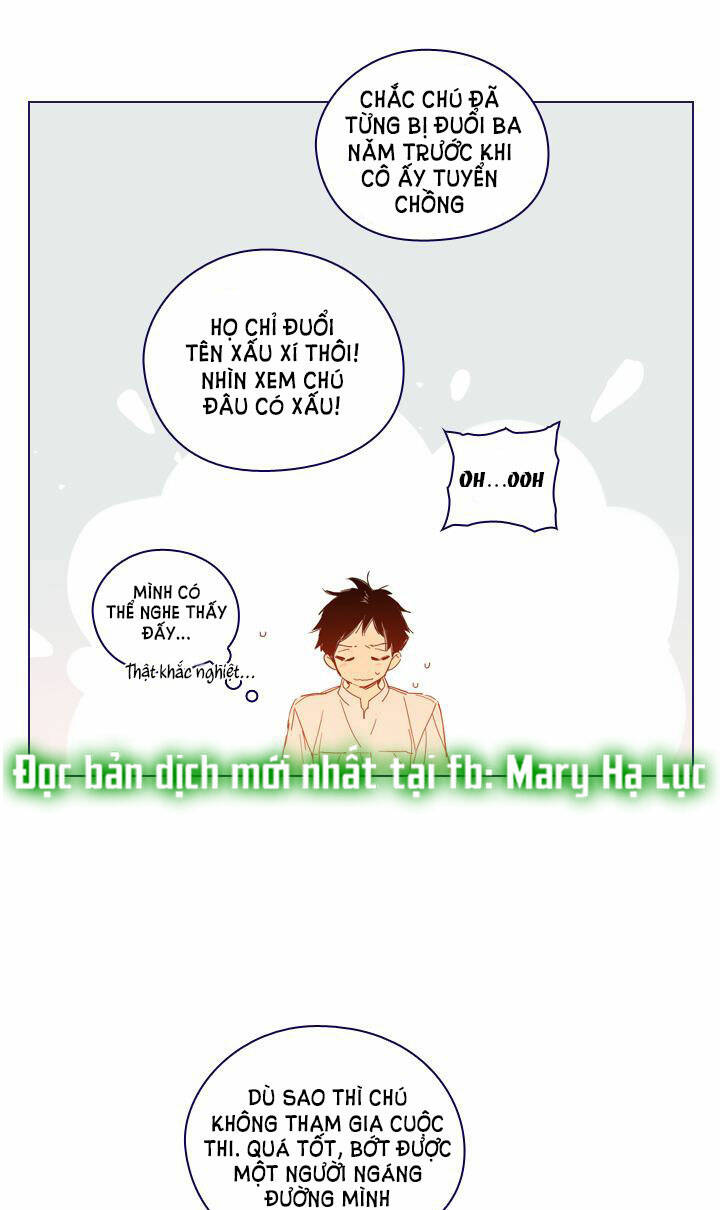 CHẮC CHÚ ĐÃ
TỪNG BỊ ĐUỔI BA
NĂM TRƯỚC KHI
CÔ ẤY TUYỂN
CHỒNG
HỌ CHỈ ĐUỔI
TÊN XẤU XÍ THÔI!
NHÌN XEM CHÚ
ĐÂU CÓ XẤU!
OH...OOH
MÌNH CÓ
THỂ NGHE THẤY
ĐẤY...
Thật khắc nghiệt...
Đọc bản dịch mới nhất tại fb: Mary Hạ Lục
DÙ SAO THÌ CHÚ
KHÔNG THAM GIA CUỘC
THI. QUÁ TỐT, BỚT ĐƯỢC
MỘT NGƯỜI NGÁNG
ĐƯỜNG MÌNH